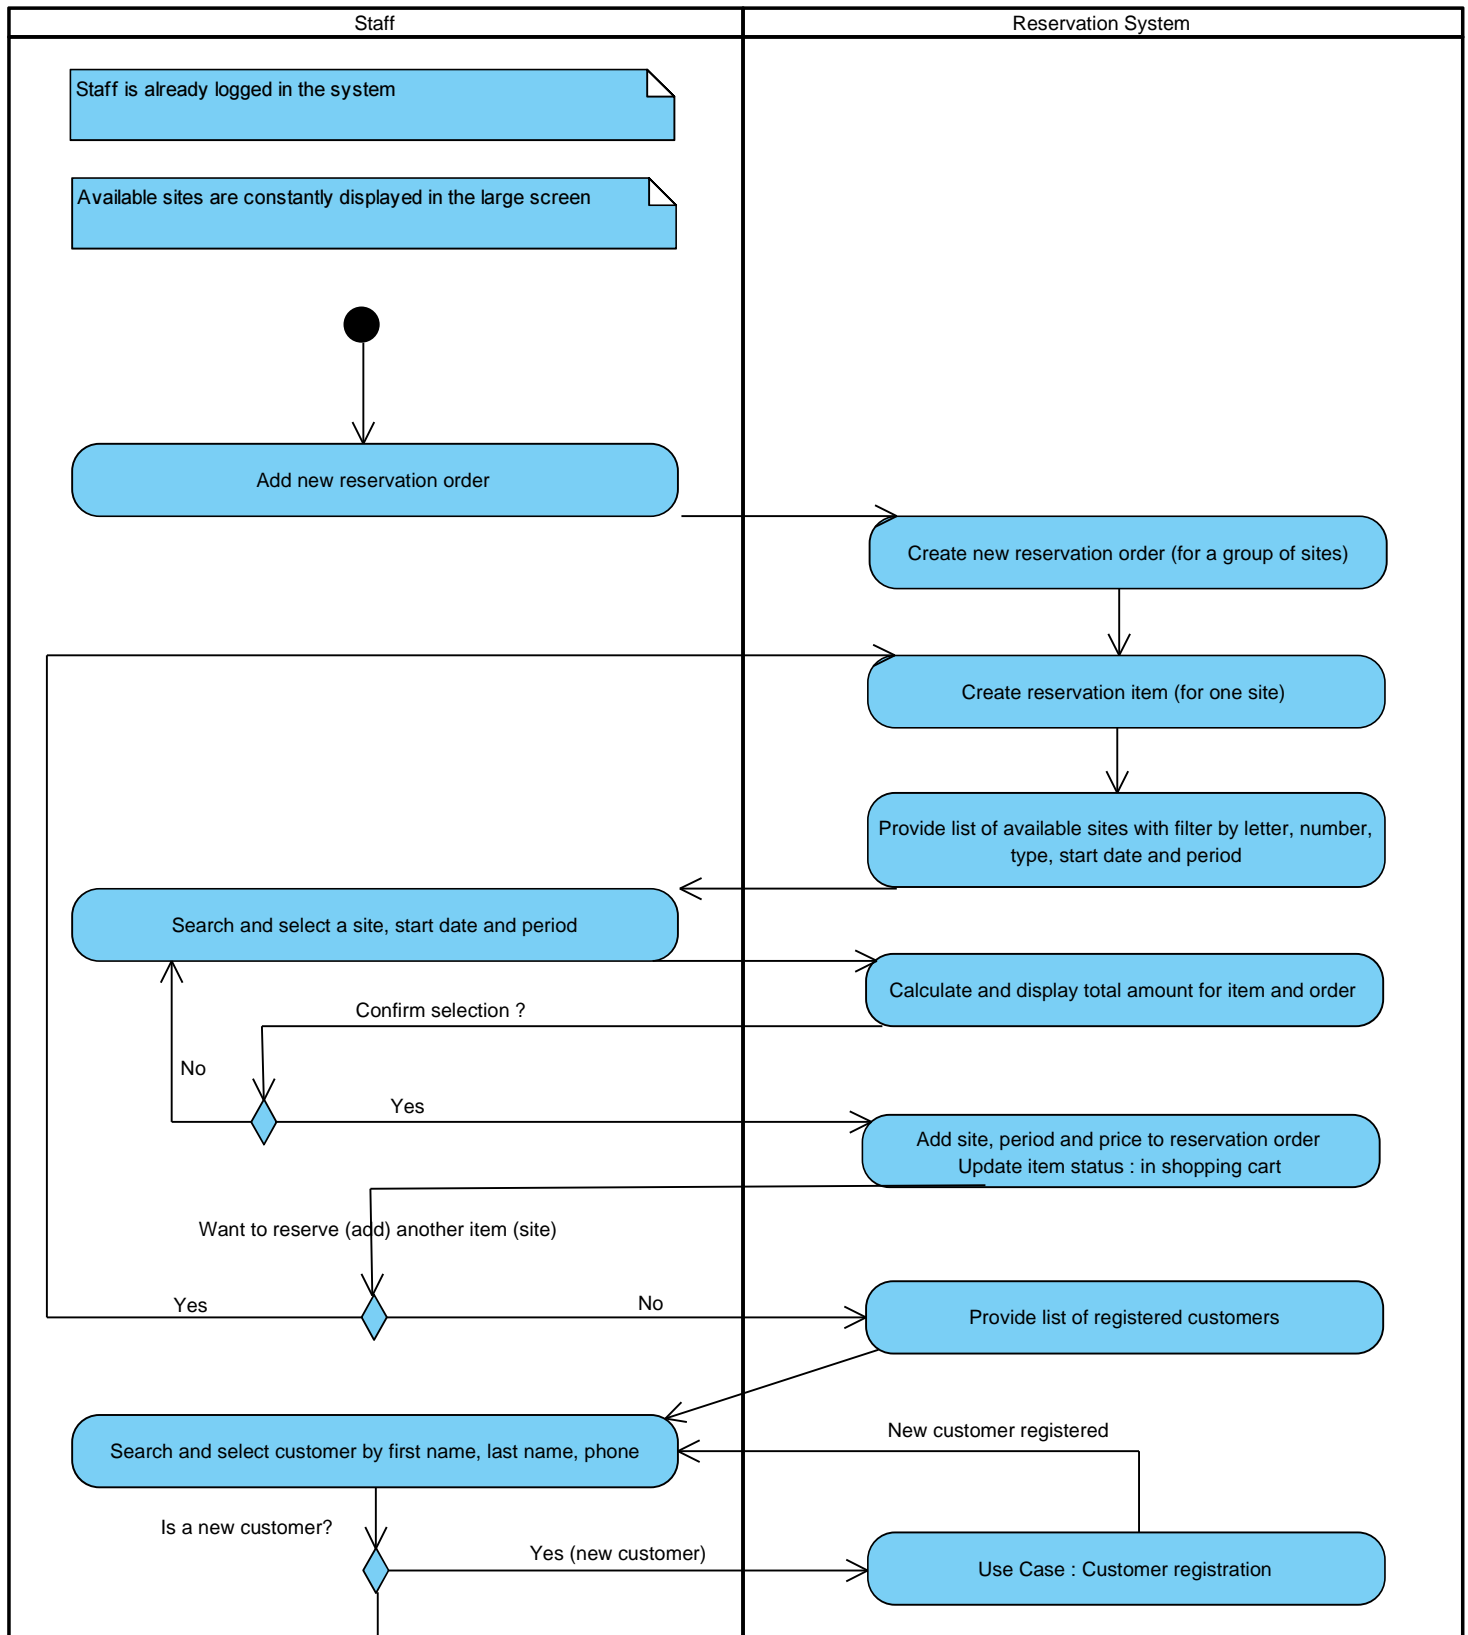 Staff
Reservation System
Staff is already logged in the system
Available sites are constantly displayed in the large screen
Add new reservation order
Create new reservation order (for a group of sites)
Create reservation item (for one site)
Provide list of available sites with filter by letter, number,
type, start date and period
Search and select a site, start date and period
Calculate and display total amount for item and order
Confirm selection ?
No
Yes
Add site, period and price to reservation order
Update item status : in shopping cart
Want to reserve (add) another item (site)
Yes
No
Provide list of registered customers
Search and select customer by first name, last name, phone
New customer registered
Is a new customer?
Yes (new customer)
Use Case : Customer registration